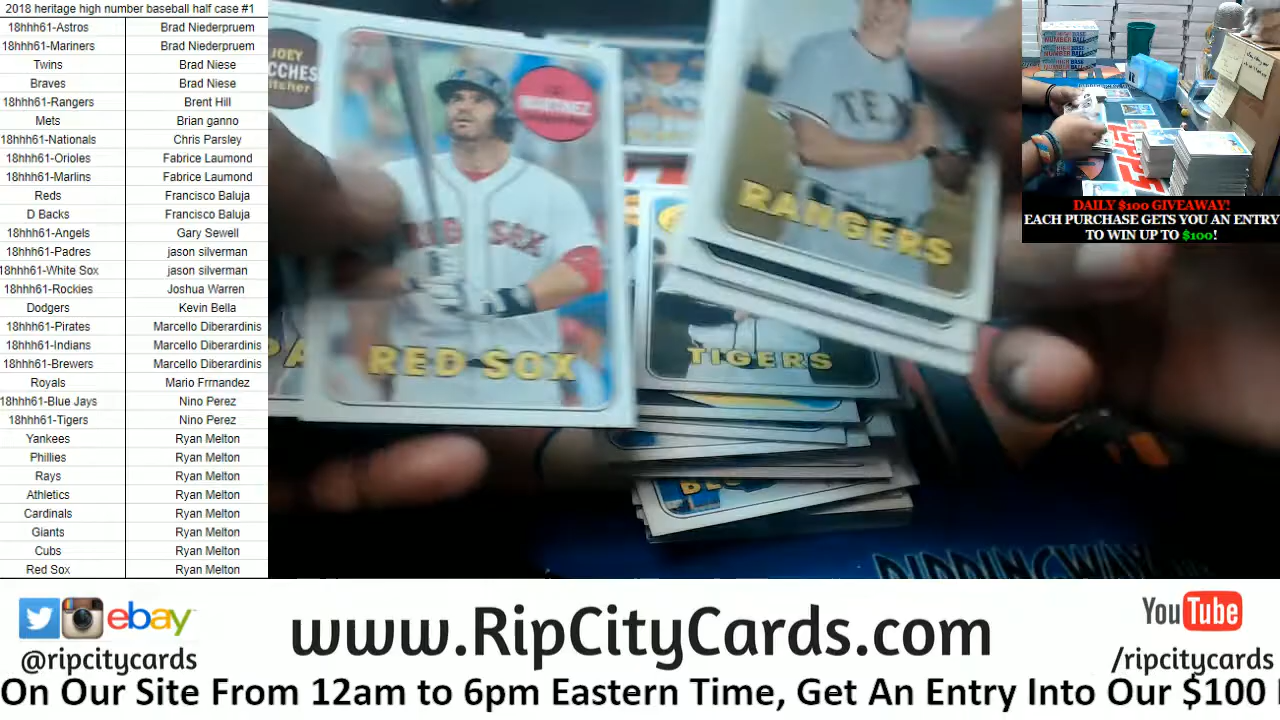 2018 heritage high number baseball half case #1
18hhh61-Astros Brad Niederpruem
18hhh61-Mariners Brad Niederpruem
Twins Brad Niese
Braves Brad Niese
18hhh61-Rangers Brent Hill
Mets Brian ganno
18hhh61-Nationals Chris Parsley
18hhh61-Orioles Fabrice Laumond
18hhh61-Marlins Fabrice Laumond
Reds Francisco Baluja
D Backs Francisco Baluja
18hhh61-Angels Gary Sewell
18hhh61-Padres jason silverman
18hhh61-White Sox jason silverman
18hhh61-Rockies Joshua Warren
Dodgers Kevin Bella
18hhh61-Pirates Marcello Diberardinis
18hhh61-Indians Marcello Diberardinis
18hhh61-Brewers Marcello Diberardinis
Royals Mario Frrnandez
18hhh61-Blue Jays Nino Perez
18hhh61-Tigers Nino Perez
Yankees Ryan Melton
Phillies Ryan Melton
Rays Ryan Melton
Athletics Ryan Melton
Cardinals Ryan Melton
Giants Ryan Melton
Cubs Ryan Melton
Red Sox Ryan Melton
JOEY
RED SOX
RANGERS
TIGERS
DAILY $100 GIVEAWAY!
EACH PURCHASE GETS YOU AN ENTRY
TO WIN UP TO $100!
ebay
@ripcitycards
www.RipCityCards.com
YouTube
/ripcitycards
On Our Site From 12am to 6pm Eastern Time, Get An Entry Into Our $100